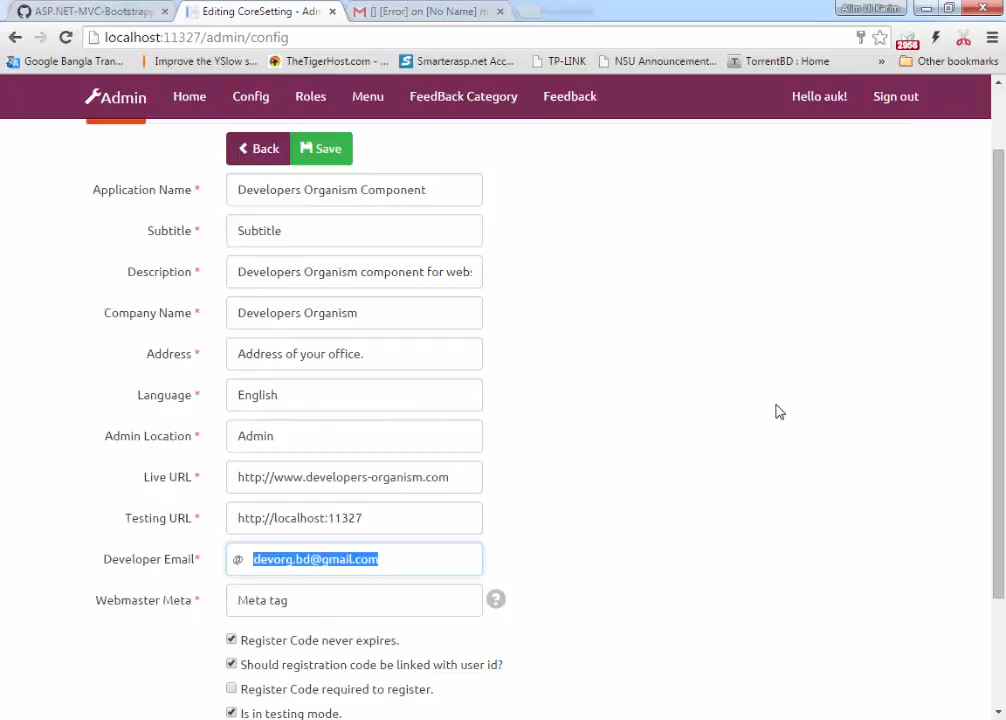 ASP.NET-MVC-Bootstrapp
Editing CoreSetting - Adm
[] [Error] on [No Name] m
Alim Ul Karim
localhost:11327/admin/config
2958
Google Bangla Tran...
Improve the YSlow s...
TheTigerHost.com - ...
Smarterasp.net Acc...
TP-LINK
NSU Announcement...
TorrentBD : Home
»
Other bookmarks
Admin Home Config Roles Menu FeedBack Category Feedback Hello auk! Sign out
Back Save
Application Name * Developers Organism Component
Subtitle * Subtitle
Description * Developers Organism component for webs
Company Name * Developers Organism
Address * Address of your office.
Language * English
Admin Location * Admin
Live URL * http://www.developers-organism.com
Testing URL * http://localhost:11327
Developer Email* @ devorg.bd@gmail.com
Webmaster Meta * Meta tag ?
Register Code never expires.
Should registration code be linked with user id?
Register Code required to register.
Is in testing mode.